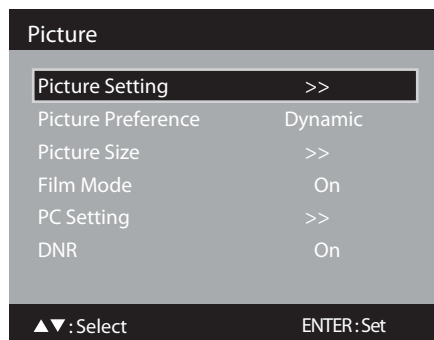 Picture
Picture Setting >>
Picture Preference Dynamic
Picture Size >>
Film Mode On
PC Setting >>
DNR On
▲▼: Select ENTER: Set